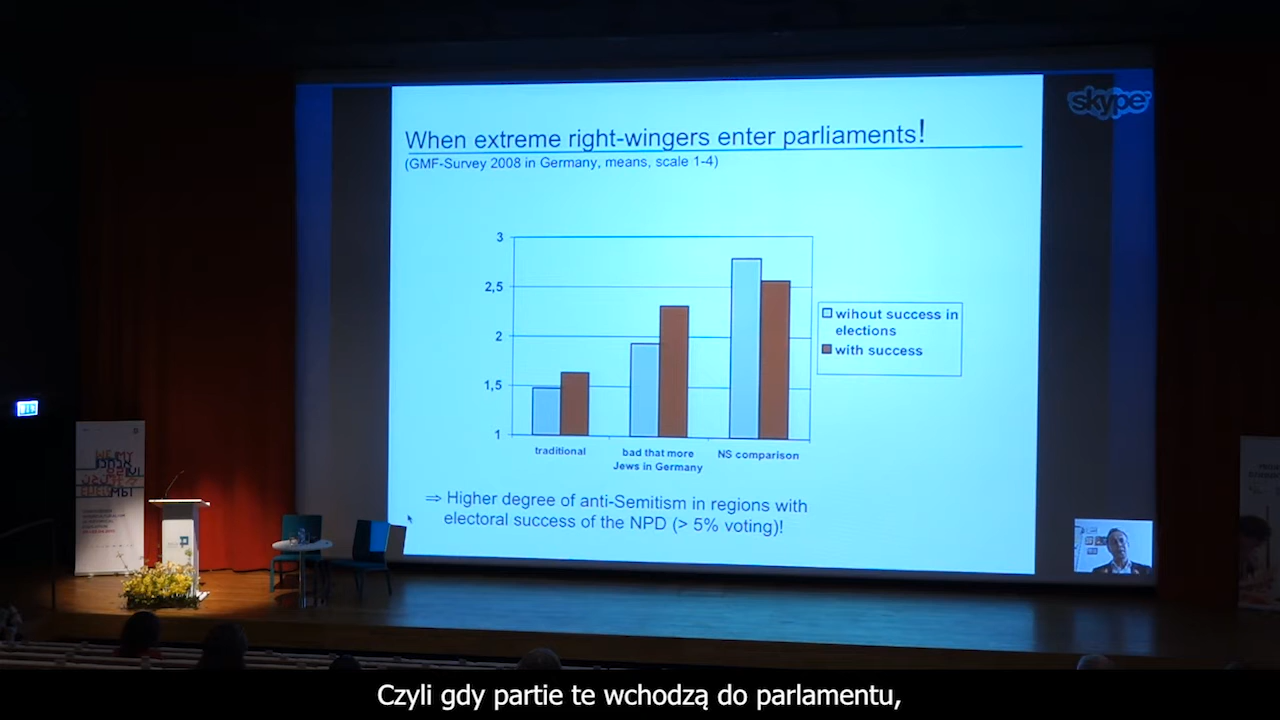 skype
When extreme right-wingers enter parliaments!
(GMF-Survey 2008 in Germany, means, scale 1-4)
3
2,5
2
1,5
1
wihout success in
elections
with success
traditional
bad that more
Jews in Germany
NS comparison
⇒ Higher degree of anti-Semitism in regions with
electoral success of the NPD (> 5% voting)!
Czyli gdy partie te wchodzą do parlamentu,